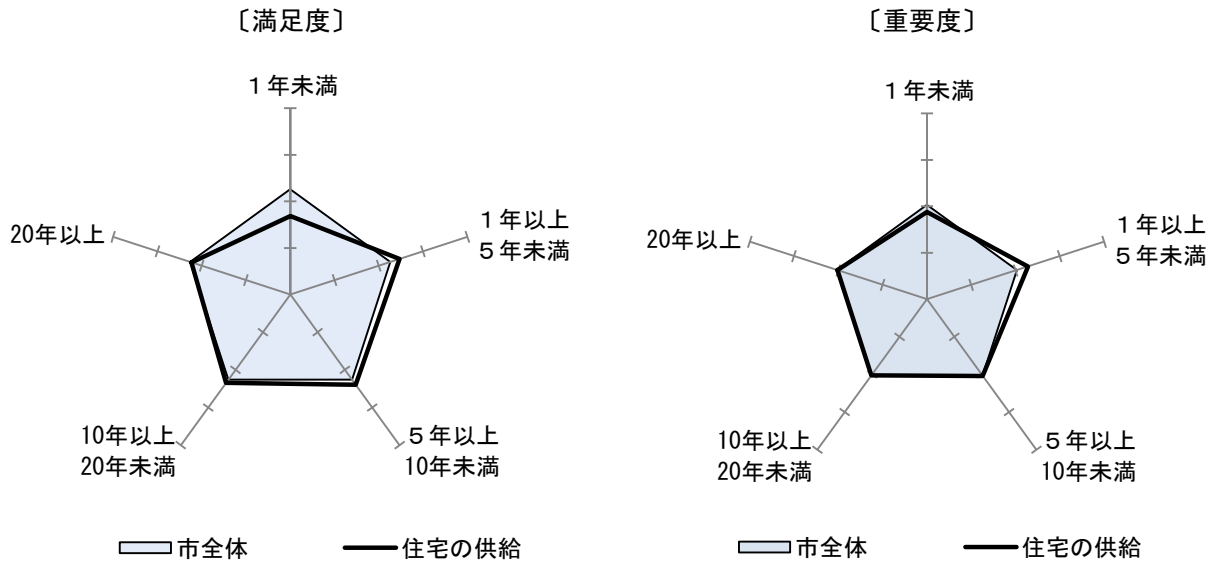 〔満足度〕
１年未満
１年以上
５年未満
５年以上
10年未満
10年以上
20年未満
20年以上
市全体
住宅の供給
〔重要度〕
１年未満
１年以上
５年未満
５年以上
10年未満
10年以上
20年未満
20年以上
市全体
住宅の供給